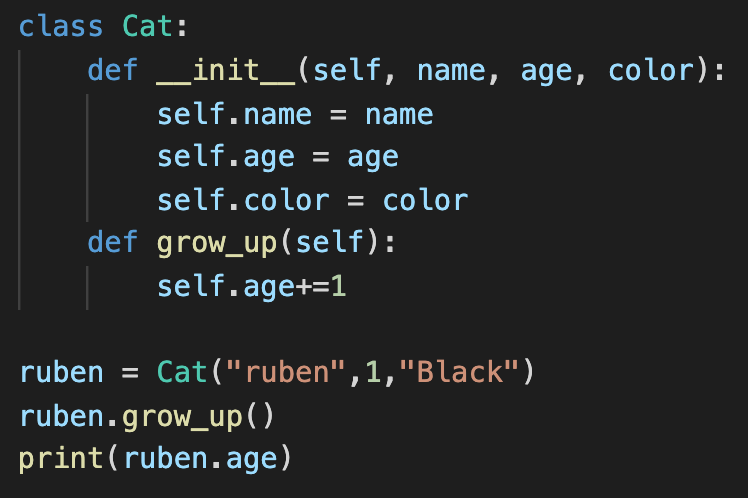 class Cat:
    def __init__(self, name, age, color):
        self.name = name
        self.age = age
        self.color = color
    def grow_up(self):
        self.age+=1

ruben = Cat("ruben",1,"Black")
ruben.grow_up()
print(ruben.age)